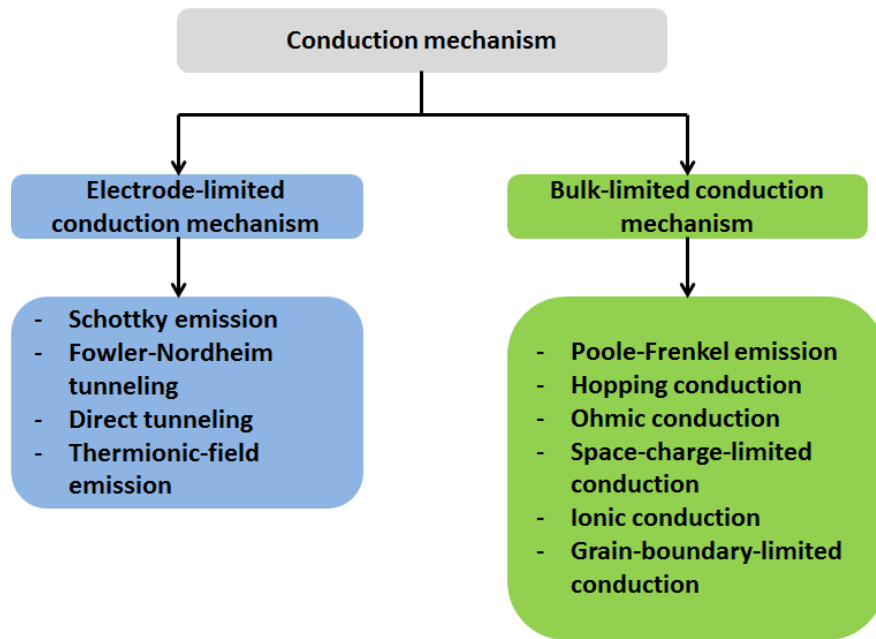 Conduction mechanism
Electrode-limited
conduction mechanism
Bulk-limited conduction
mechanism
- Schottky emission
- Fowler-Nordheim
tunneling
- Direct tunneling
- Thermionic-field
emission
- Poole-Frenkel emission
- Hopping conduction
- Ohmic conduction
- Space-charge-limited
conduction
- Ionic conduction
- Grain-boundary-limited
conduction